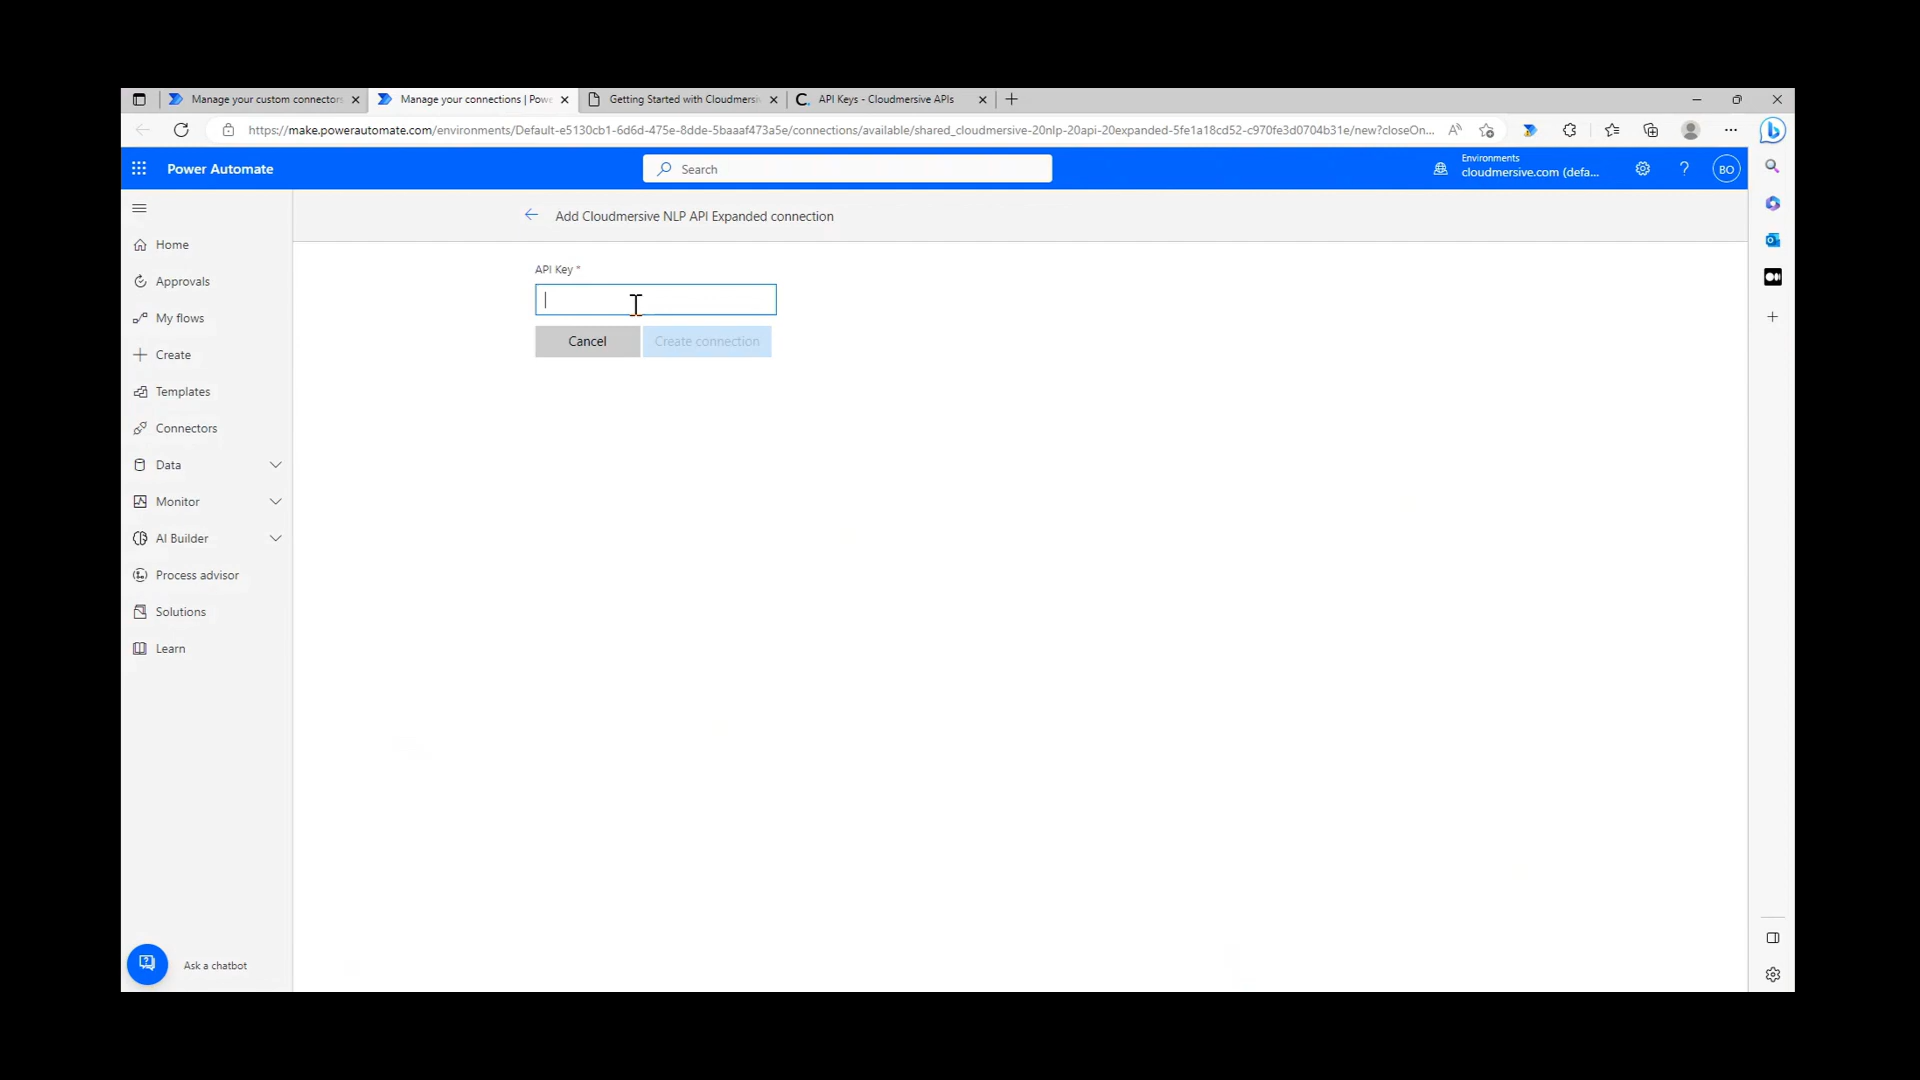 Manage your custom connectors
Manage your connections | Powe
Getting Started with Cloudmersiv
C. API Keys - Cloudmersive APIs
https://make.powerautomate.com/environments/Default-e5130cb1-6d6d-475e-8dde-5baaaf473a5e/connections/available/shared_cloudmersive-20nlp-20api-20expanded-5fe1a18cd52-c970fe3d0704b31e/new?closeOn...
Power Automate
Search
Environments
cloudmersive.com (defa...
?
BO
Add Cloudmersive NLP API Expanded connection
Home
API Key *
Approvals
My flows
Cancel
Create connection
Create
Templates
Connectors
Data
Monitor
AI Builder
Process advisor
Solutions
Learn
Ask a chatbot